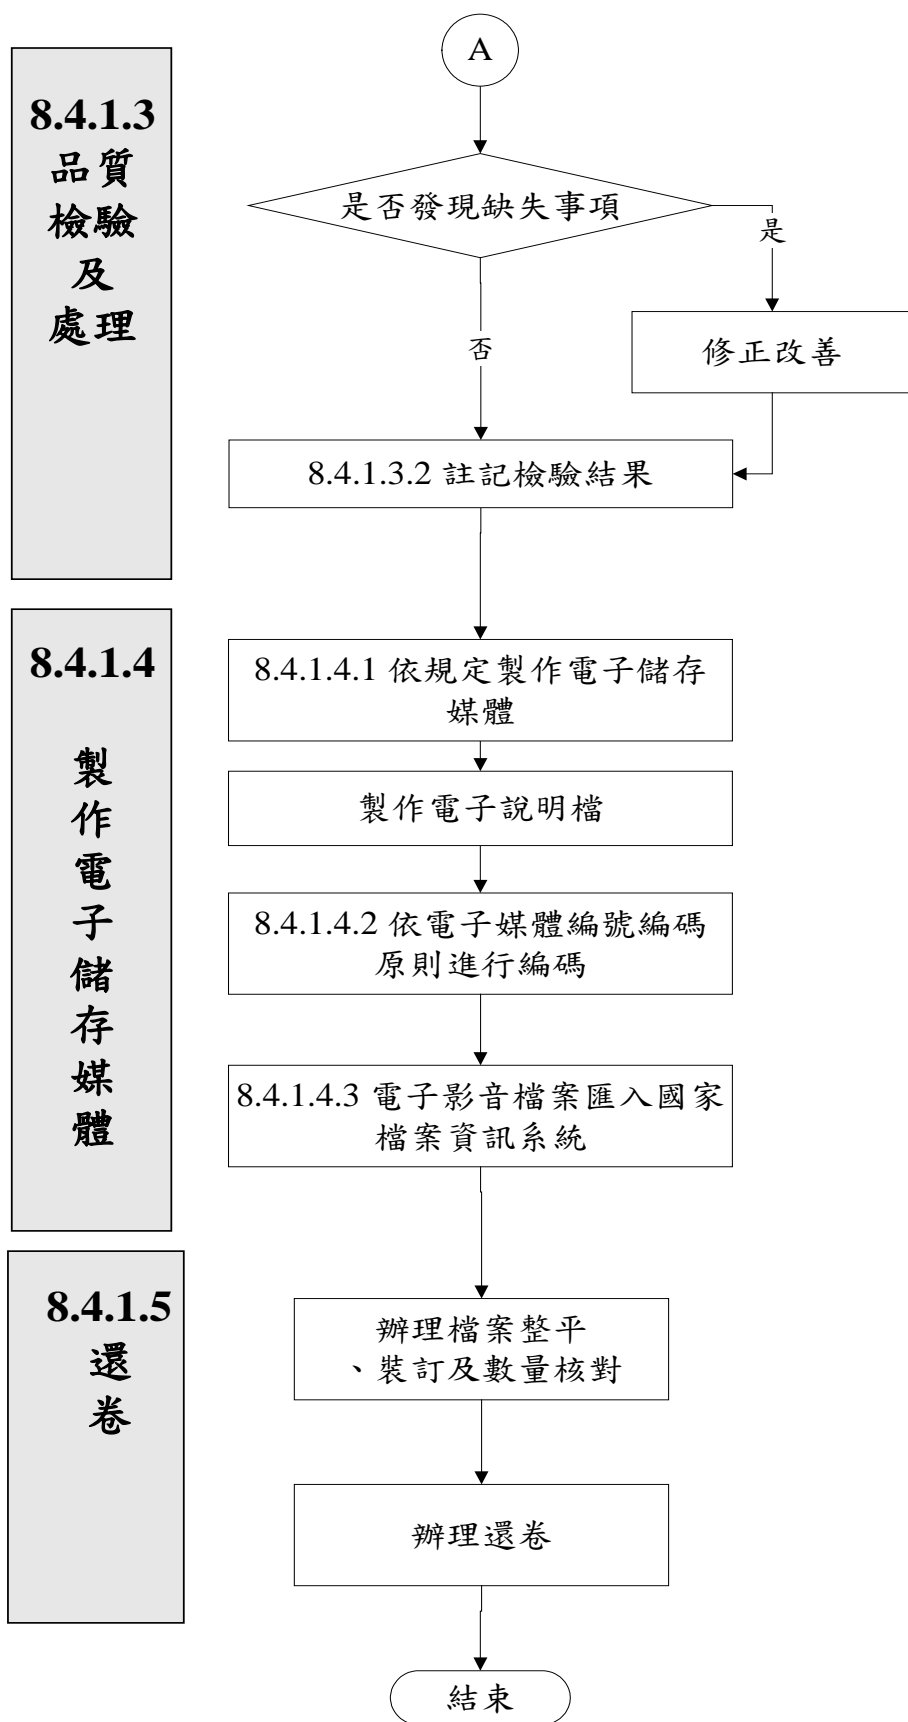 A
8.4.1.3
品質
檢驗
及
處理
是否發現缺失事項
是
否
修正改善
8.4.1.3.2 註記檢驗結果
8.4.1.4
製
作
電
子
儲
存
媒
體
8.4.1.4.1 依規定製作電子儲存
媒體
製作電子說明檔
8.4.1.4.2 依電子媒體編號編碼
原則進行編碼
8.4.1.4.3 電子影音檔案匯入國家
檔案資訊系統
8.4.1.5
還
卷
辦理檔案整平
、裝訂及數量核對
辦理還卷
結束